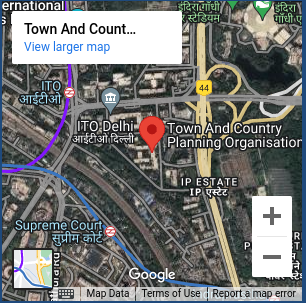 इंदिरा गाँधी
र स्टेडियम
Town And Count…
View larger map
ITO
आईटीओ
44
ITO Delhi
आईटीओ दिल्ली
Town And Country
Planning Organisation
IP ESTATE
IP एस्टेट
Supreme Court
सुप्रीम कोर्ट
+
−
Google
Map Data
Terms of Use
Report a map error